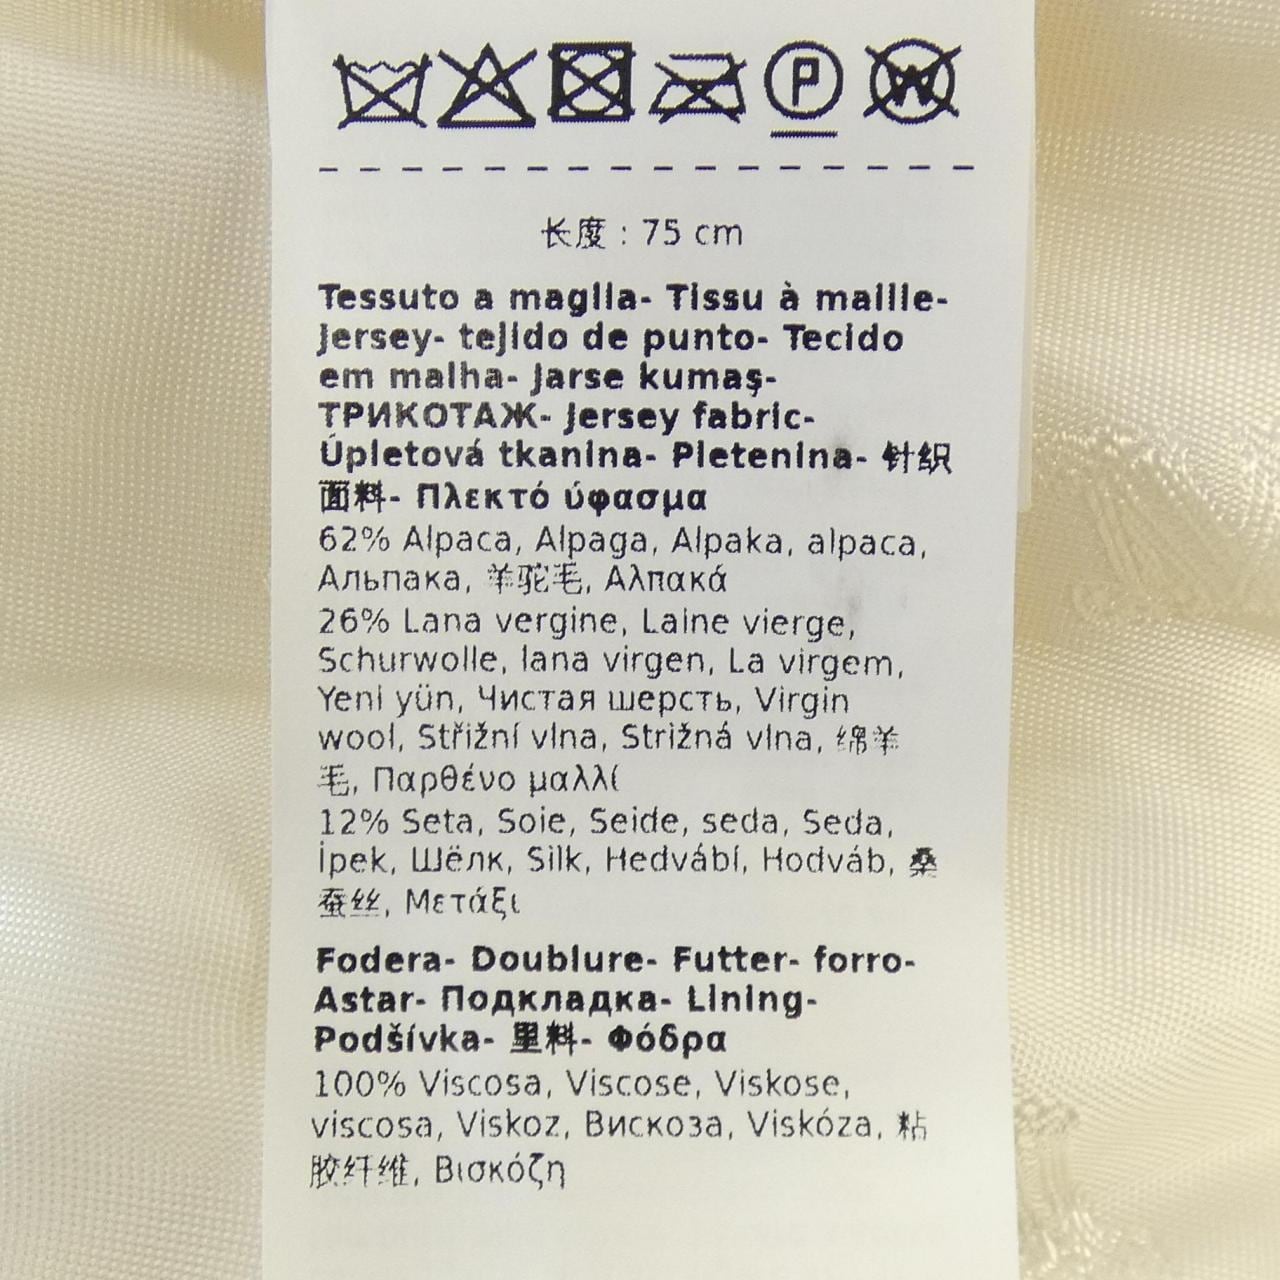 P W
长度 : 75 cm
Tessuto a maglia- Tissu à maille-
Jersey- tejido de punto- Tecido
em malha- Jarse kumaş-
ТРИКОТАЖ- Jersey fabric-
Úpletová tkanina- Pletenina- 针织
面料- Πλεκτό ύφασμα
62% Alpaca, Alpaga, Alpaka, alpaca,
Альпака, 羊驼毛, Αλπακά
26% Lana vergine, Laine vierge,
Schurwolle, lana virgen, La virgem,
Yeni yün, Чистая шерсть, Virgin
wool, Střižní vlna, Strižná vlna, 绵羊
毛, Παρθένο μαλλί
12% Seta, Soie, Seide, seda, Seda,
İpek, Шёлк, Silk, Hedvábí, Hodváb, 桑
蚕丝, Μετάξι
Fodera- Doublure- Futter- forro-
Astar- Подкладка- Lining-
Podšívka- 里料- Φόδρα
100% Viscosa, Viscose, Viskose,
viscosa, Viskoz, Вискоза, Viskóza, 粘
胶纤维, Βισκόζη